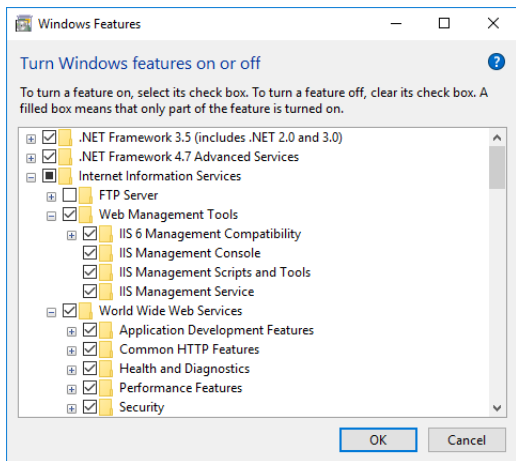 Windows Features
Turn Windows features on or off
?
To turn a feature on, select its check box. To turn a feature off, clear its check box. A
filled box means that only part of the feature is turned on.
.NET Framework 3.5 (includes .NET 2.0 and 3.0)
.NET Framework 4.7 Advanced Services
Internet Information Services
FTP Server
Web Management Tools
IIS 6 Management Compatibility
IIS Management Console
IIS Management Scripts and Tools
IIS Management Service
World Wide Web Services
Application Development Features
Common HTTP Features
Health and Diagnostics
Performance Features
Security
OK Cancel